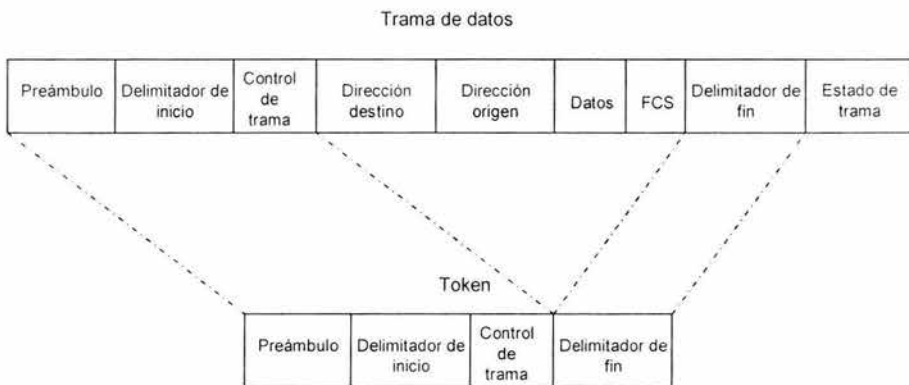 Trama de datos
Preámbulo
Delimitador de
inicio
Control
de
trama
Dirección
destino
Dirección
origen
Datos
FCS
Delimitador de
fin
Estado de
trama
Token
Preámbulo
Delimitador de
inicio
Control
de
trama
Delimitador de
fin